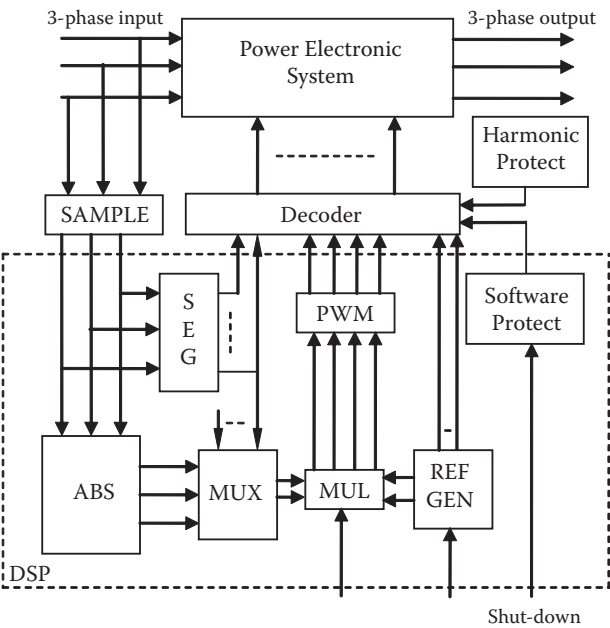 3-phase input
3-phase output
Power Electronic
System
Harmonic
Protect
SAMPLE
Decoder
S
E
G
PWM
Software
Protect
ABS
MUX
MUL
REF
GEN
DSP
Shut-down